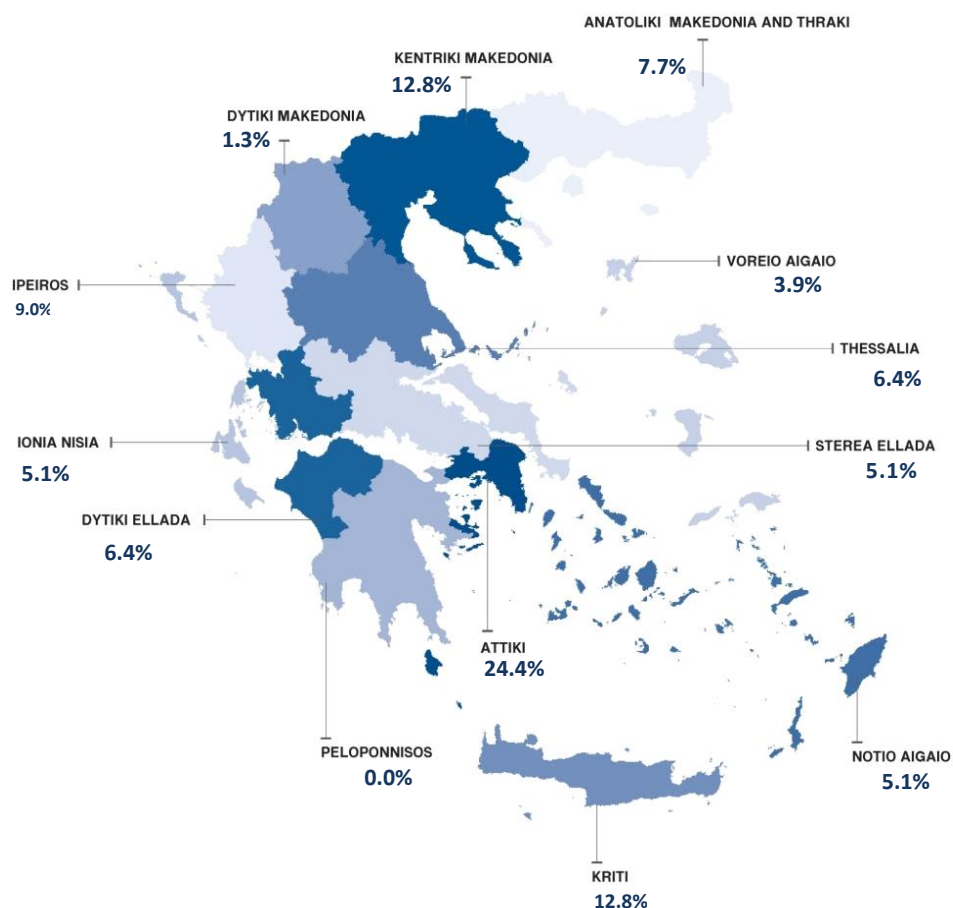 ANATOLIKI MAKEDONIA AND THRAKI
7.7%
KENTRIKI MAKEDONIA
12.8%
DYTIKI MAKEDONIA
1.3%
VOREIO AIGAIO
3.9%
IPEIROS
9.0%
THESSALIA
6.4%
IONIA NISIA
5.1%
STEREA ELLADA
5.1%
DYTIKI ELLADA
6.4%
ATTIKI
24.4%
PELOPONNISOS
0.0%
NOTIO AIGAIO
5.1%
KRITI
12.8%